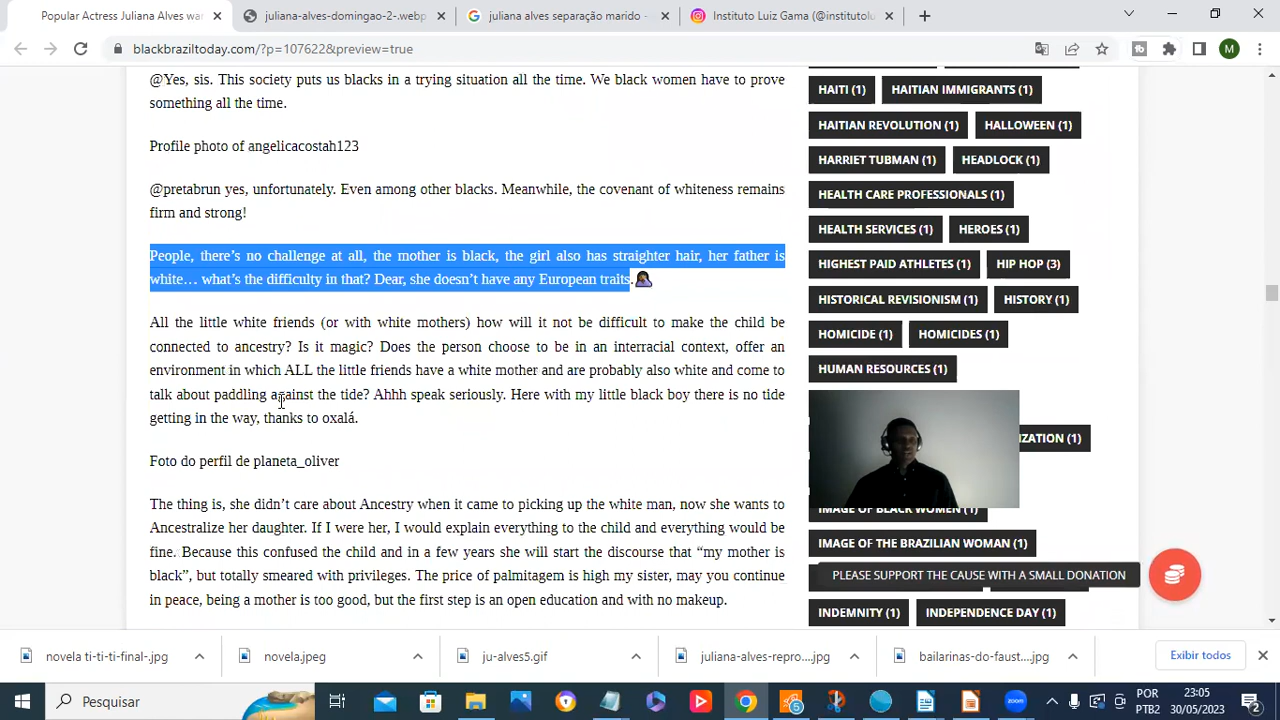 Popular Actress Juliana Alves war
juliana-alves-domingao-2-.webp
juliana alves separação marido -
Instituto Luiz Gama (@institutolu
blackbraziltoday.com/?p=107622&preview=true
M
@Yes, sis. This society puts us blacks in a trying situation all the time. We black women have to prove
something all the time.
Profile photo of angelicacostah123
@pretabrun yes, unfortunately. Even among other blacks. Meanwhile, the covenant of whiteness remains
firm and strong!
People, there’s no challenge at all, the mother is black, the girl also has straighter hair, her father is
white… what’s the difficulty in that? Dear, she doesn’t have any European traits.
All the little white friends (or with white mothers) how will it not be difficult to make the child be
connected to ancestry? Is it magic? Does the person choose to be in an interracial context, offer an
environment in which ALL the little friends have a white mother and are probably also white and come to
talk about paddling against the tide? Ahhh speak seriously. Here with my little black boy there is no tide
getting in the way, thanks to oxalá.
Foto do perfil de planeta_oliver
The thing is, she didn’t care about Ancestry when it came to picking up the white man, now she wants to
Ancestralize her daughter. If I were her, I would explain everything to the child and everything would be
fine. Because this confused the child and in a few years she will start the discourse that “my mother is
black”, but totally smeared with privileges. The price of palmitagem is high my sister, may you continue
in peace, being a mother is too good, but the first step is an open education and with no makeup.
HAITI (1) HAITIAN IMMIGRANTS (1)
HAITIAN REVOLUTION (1) HALLOWEEN (1)
HARRIET TUBMAN (1) HEADLOCK (1)
HEALTH CARE PROFESSIONALS (1)
HEALTH SERVICES (1) HEROES (1)
HIGHEST PAID ATHLETES (1) HIP HOP (3)
HISTORICAL REVISIONISM (1) HISTORY (1)
HOMICIDE (1) HOMICIDES (1)
HUMAN RESOURCES (1)
IZATION (1)
IMAGE OF BLACK WOMEN (1)
IMAGE OF THE BRAZILIAN WOMAN (1)
PLEASE SUPPORT THE CAUSE WITH A SMALL DONATION
INDEMNITY (1) INDEPENDENCE DAY (1)
novela ti-ti-ti-final-.jpg
novela.jpeg
ju-alves5.gif
juliana-alves-repro....jpg
bailarinas-do-faust....jpg
Exibir todos
Pesquisar
5
zoom
POR
PTB2
23:05
30/05/2023
2